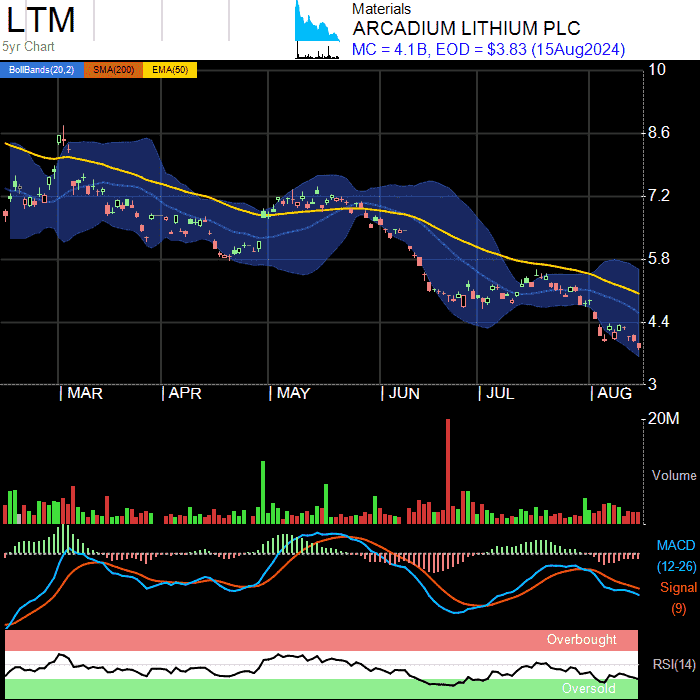 LTM
5yr Chart
Materials
ARCADIUM LITHIUM PLC
MC = 4.1B, EOD = $3.83 (15Aug2024)
BollBands(20,2) SMA(200) EMA(50)
10
8.6
7.2
5.8
4.4
3
MAR APR MAY JUN JUL AUG
20M
Volume
MACD
(12-26)
Signal
(9)
Overbought
RSI(14)
Oversold